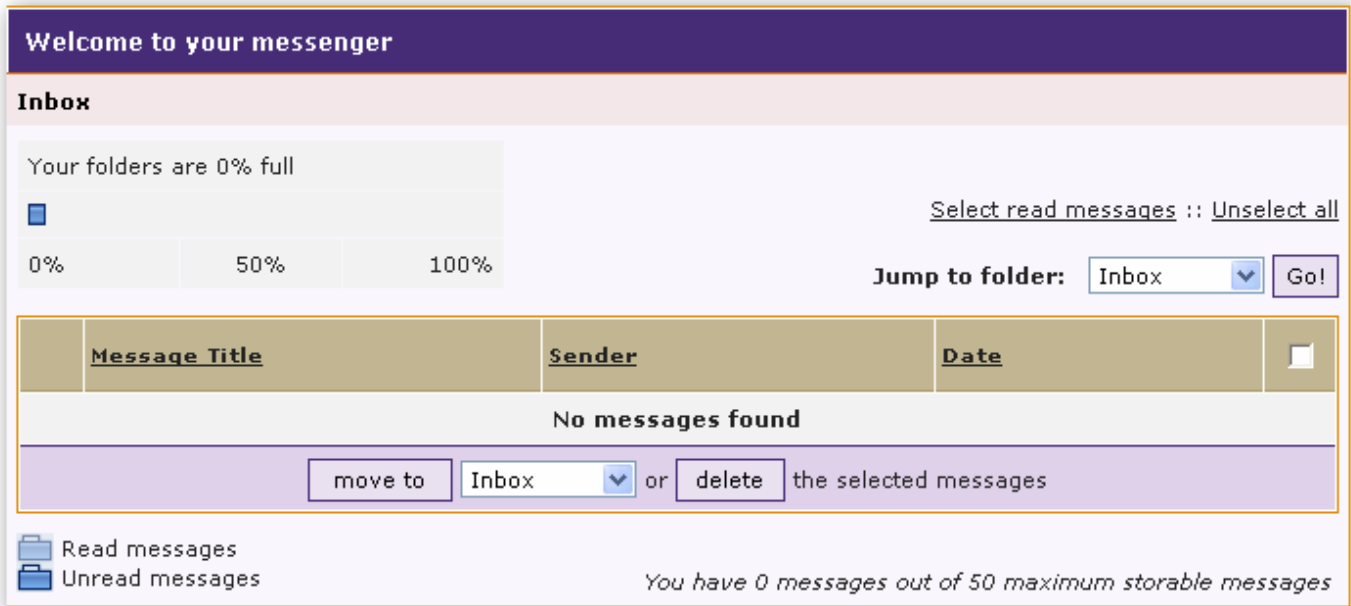 Welcome to your messenger
Inbox
Your folders are 0% full
Select read messages :: Unselect all
0% 50% 100%
Jump to folder: Inbox Go!
Message Title Sender Date
No messages found
move to Inbox or delete the selected messages
Read messages
Unread messages
You have 0 messages out of 50 maximum storable messages